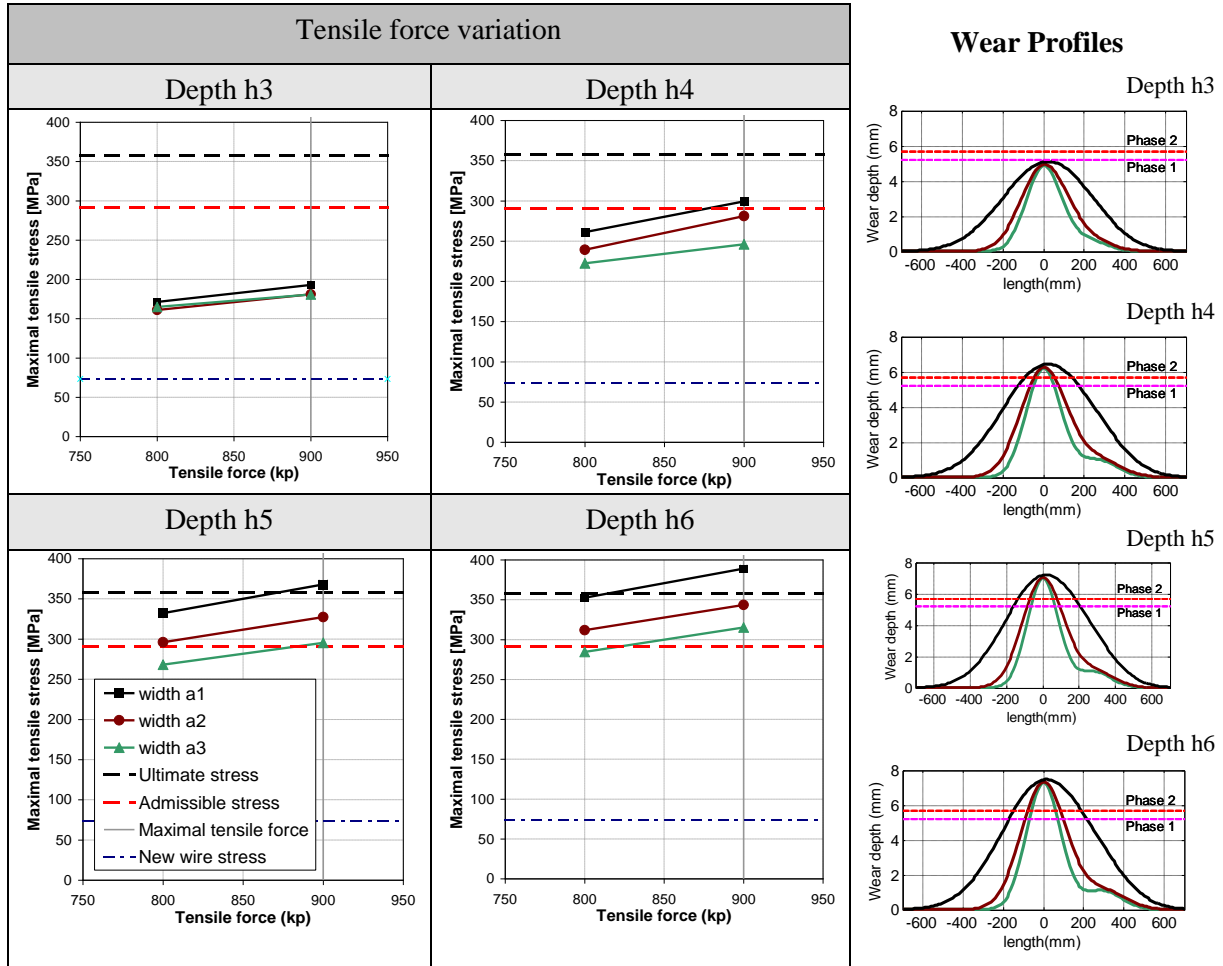 Tensile force variation
Depth h3
Depth h4
400
350
300
250
200
150
100
50
0
750
800
850
900
950
Maximal tensile stress [MPa]
Tensile force (kp)
400
350
300
250
200
150
100
50
0
750
800
850
900
950
Maximal tensile stress [MPa]
Tensile force (kp)
Depth h5
Depth h6
400
350
300
250
200
150
100
50
0
750
800
850
900
950
Maximal tensile stress [MPa]
Tensile force (kp)
width a1
width a2
width a3
Ultimate stress
Admissible stress
Maximal tensile force
New wire stress
400
350
300
250
200
150
100
50
0
750
800
850
900
950
Maximal tensile stress [MPa]
Tensile force (kp)
Wear Profiles
Depth h3
8
6
4
2
0
Wear depth (mm)
Phase 2
Phase 1
-600 -400 -200 0 200 400 600
length(mm)
Depth h4
8
6
4
2
0
Wear depth (mm)
Phase 2
Phase 1
-600 -400 -200 0 200 400 600
length(mm)
Depth h5
8
6
4
2
0
Wear depth (mm)
Phase 2
Phase 1
-600 -400 -200 0 200 400 600
length(mm)
Depth h6
8
6
4
2
0
Wear depth (mm)
Phase 2
Phase 1
-600 -400 -200 0 200 400 600
length(mm)